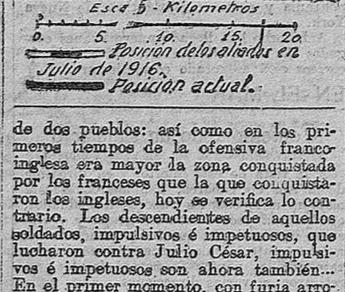 Esca 5 - Kilometros
0. 5. 10. 15. 20
Posición de los aliados en
Julio de 1916.
Posición actual.
de dos pueblos: así como en los pri-
meros tiempos de la ofensiva franco-
inglesa era mayor la zona conquistada
por los franceses que la que conquista-
ron los ingleses, hoy se verifica lo con-
trario. Los descendientes de aquellos
soldados, impulsivos é impetuosos, que
lucharon contra Julio César, impulsi-
vos é impetuosos son ahora también...
En el primer momento, con furia arro-